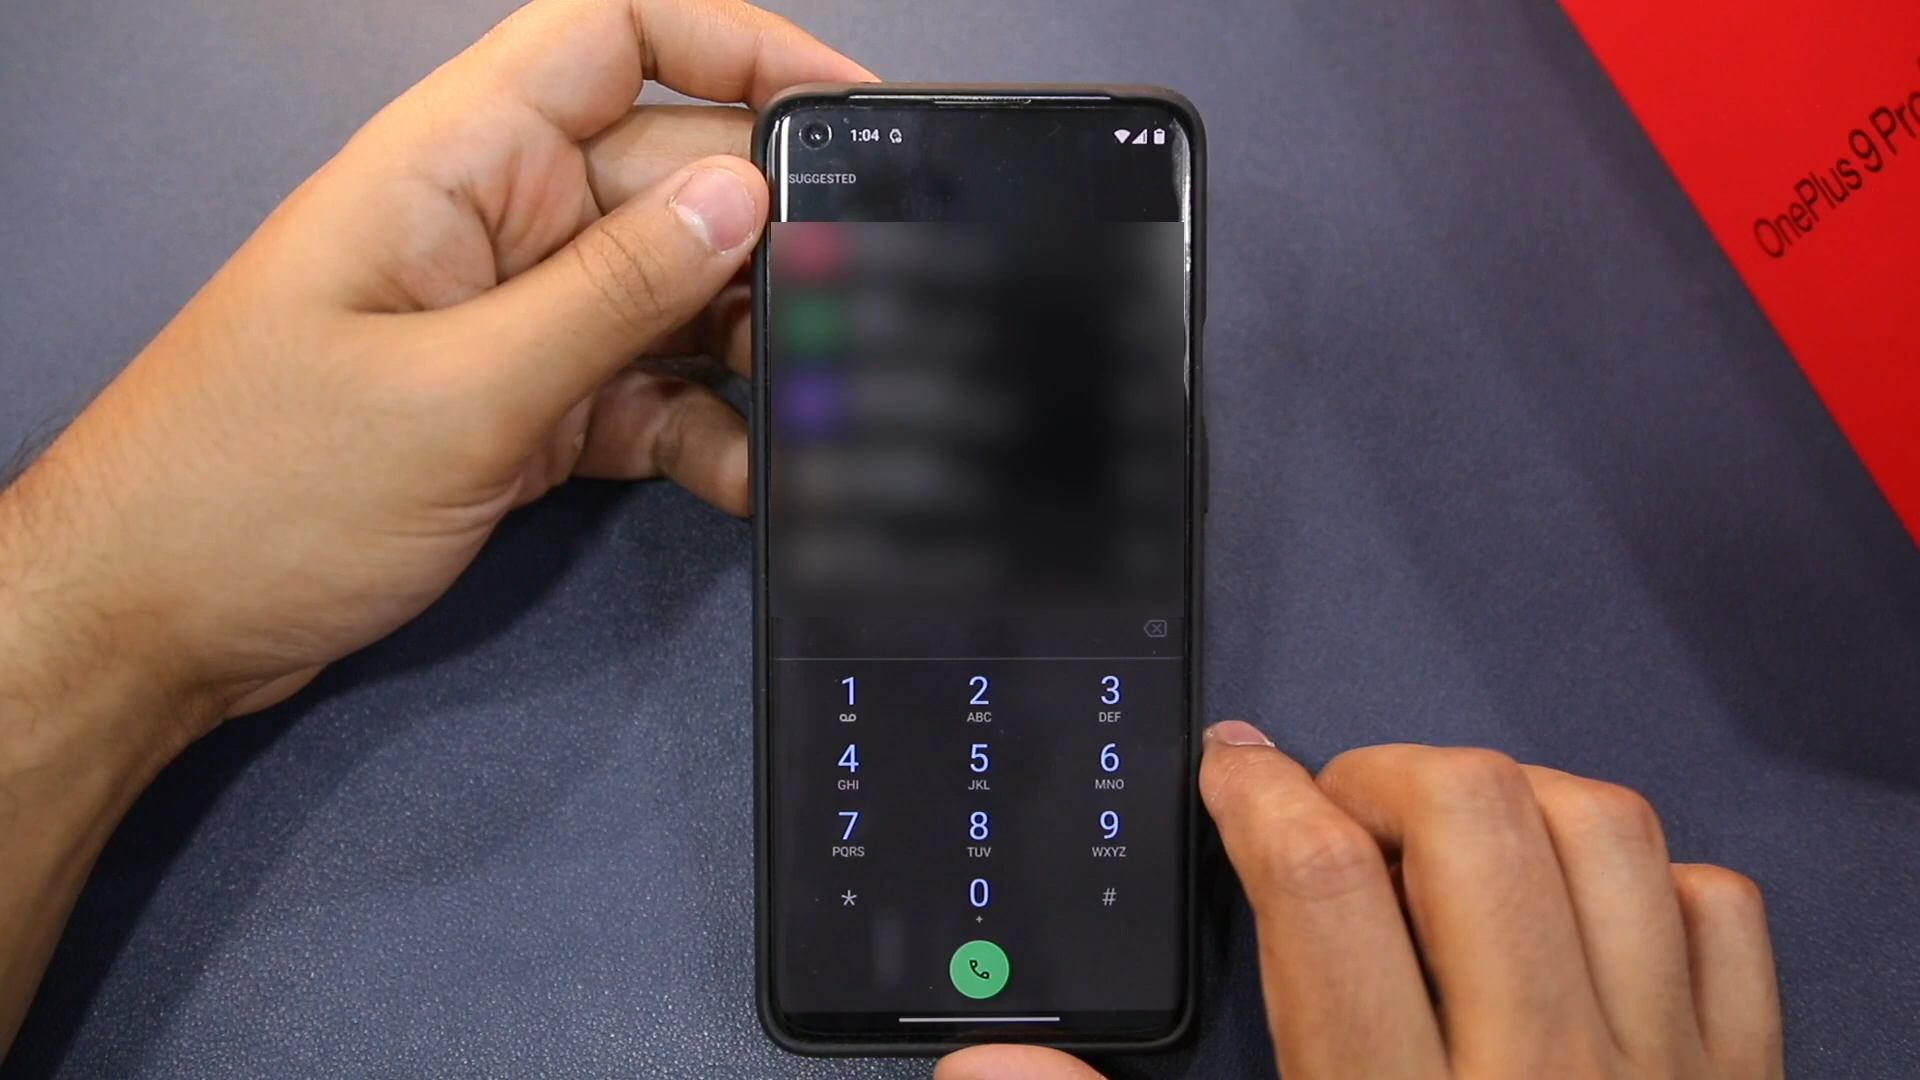 1:04
SUGGESTED
1 2 3
ABC DEF
4 5 6
GHI JKL MNO
7 8 9
PQRS TUV WXYZ
* 0 #
+
OnePlus 9 Pro